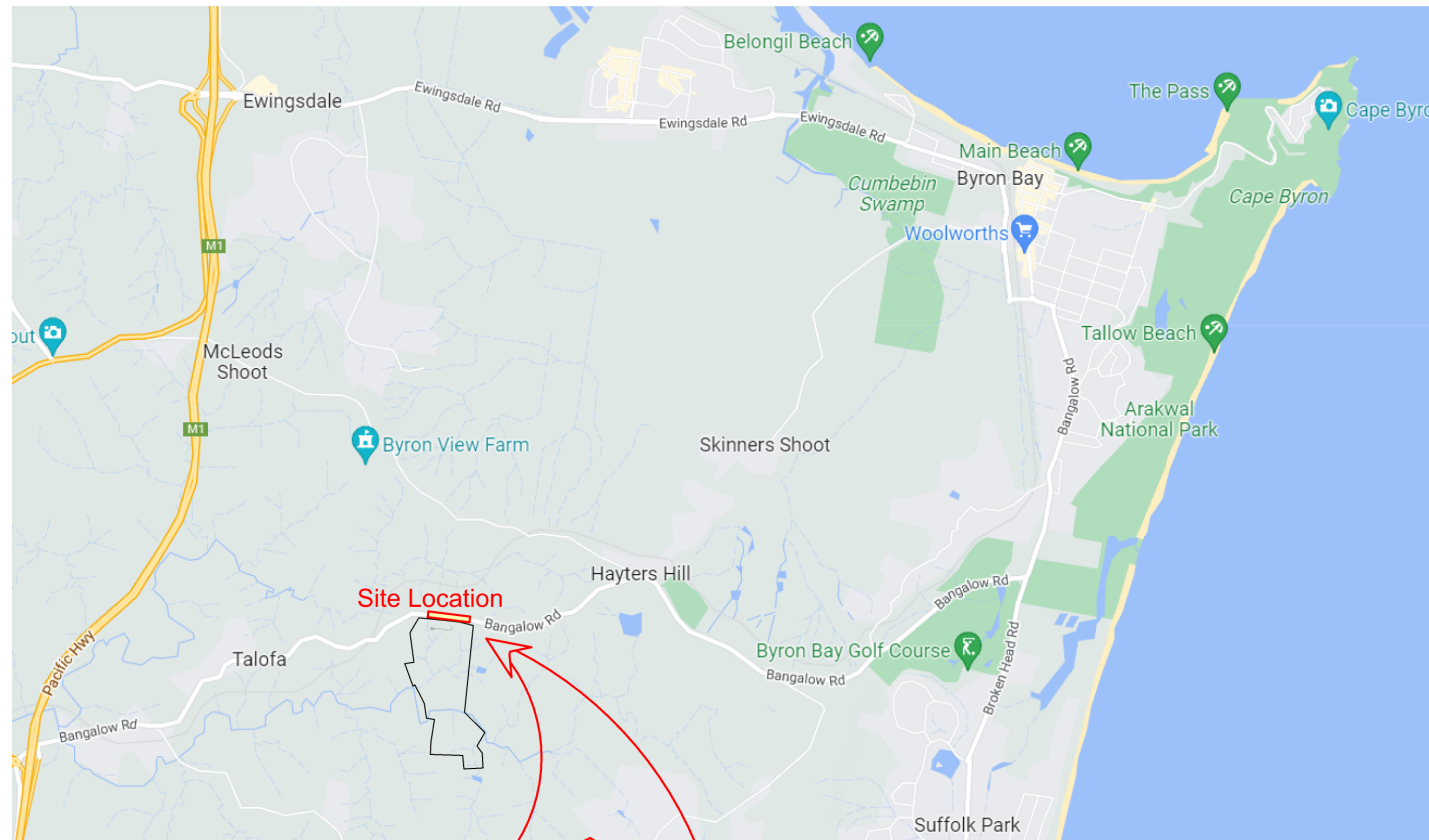 Belongil Beach
The Pass
Ewingsdale
Ewingsdale Rd
Ewingsdale Rd
Ewingsdale Rd
Cape Byro
Main Beach
Byron Bay
Cumbebin
Swamp
Cape Byron
Woolworths
M1
out
McLeods
Shoot
Tallow Beach
Bangalow Rd
Arakwal
National Park
M1
Byron View Farm
Skinners Shoot
Hayters Hill
Bangalow Rd
Site Location
Bangalow Rd
Talofa
Pacific Hwy
Byron Bay Golf Course
Broken Head Rd
Bangalow Rd
Bangalow Rd
Suffolk Park